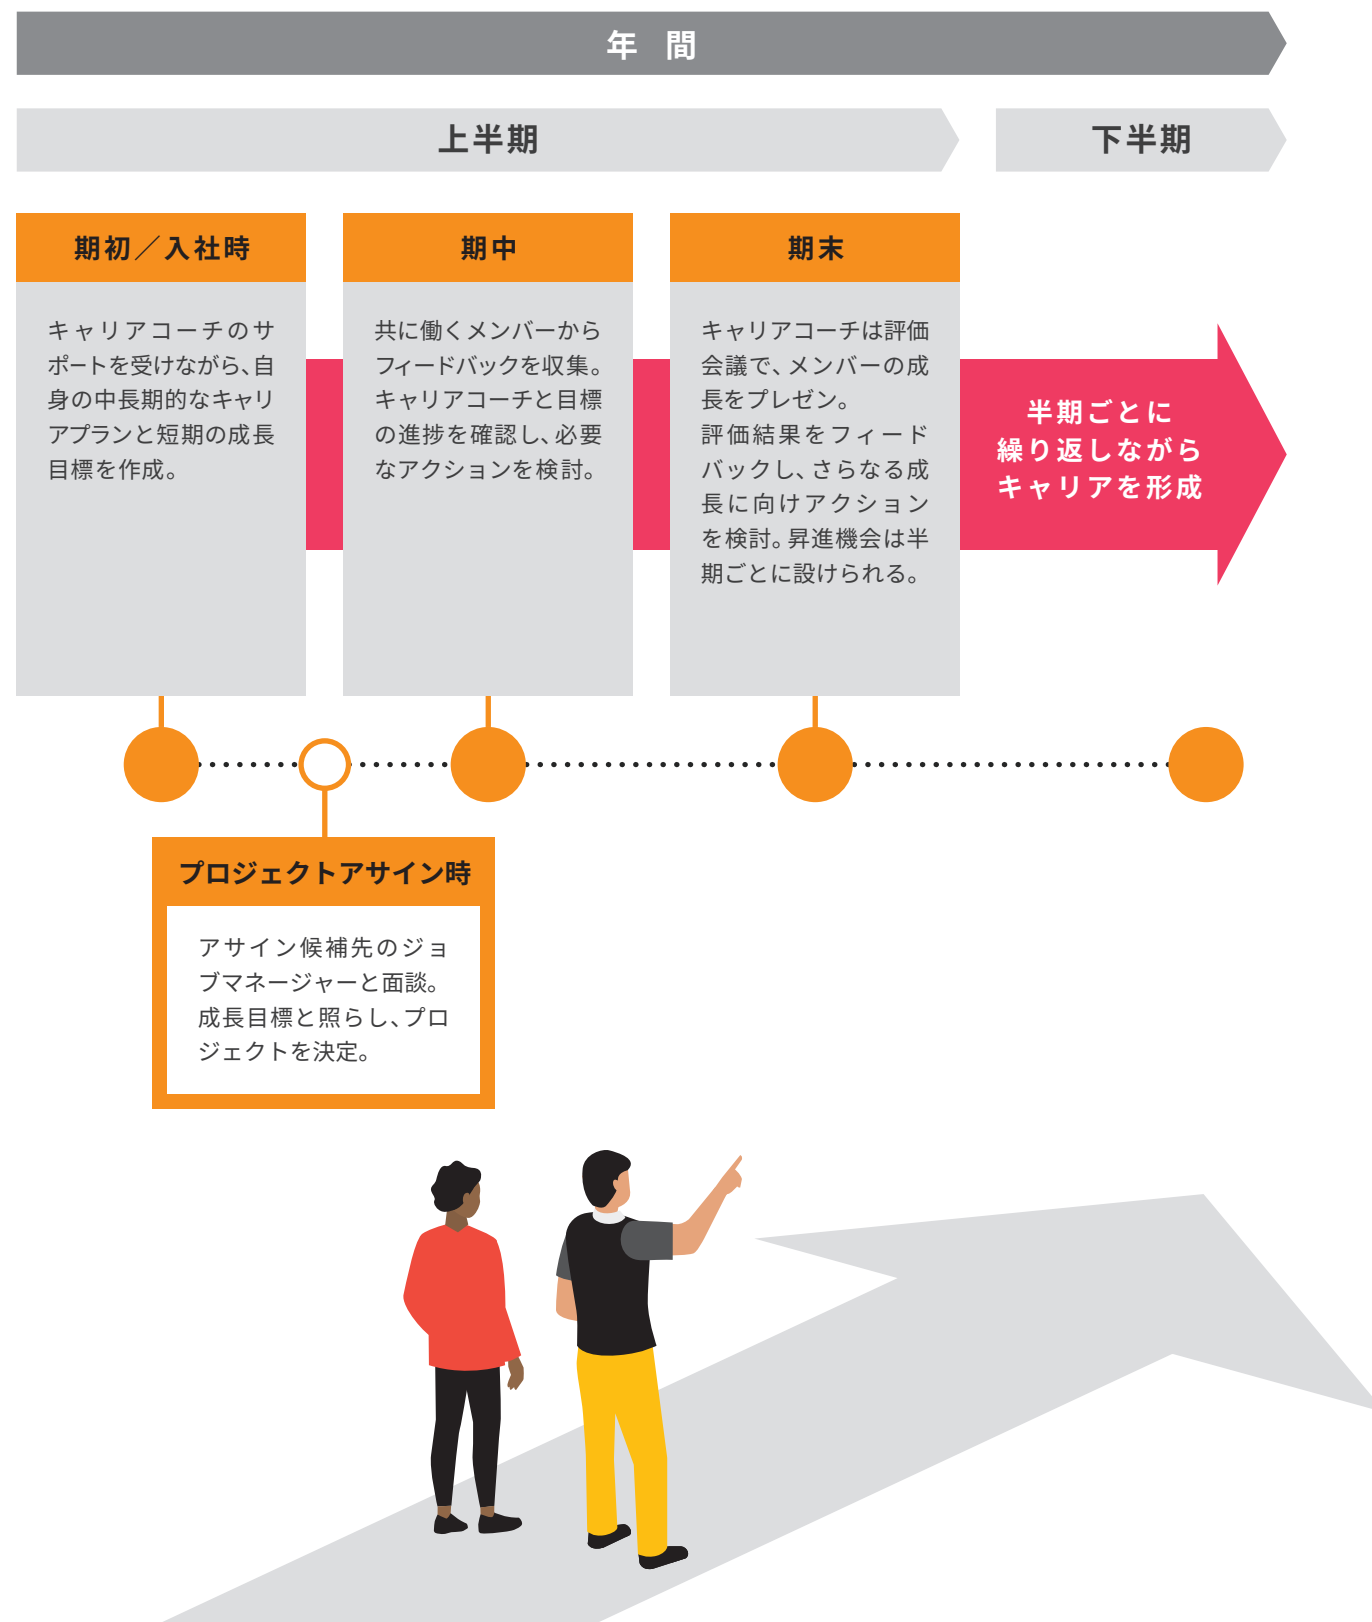 年 間
上半期
下半期
期初／入社時
キャリアコーチのサ
ポートを受けながら、自
身の中長期的なキャリ
アプランと短期の成長
目標を作成。
期中
共に働くメンバーから
フィードバックを収集。
キャリアコーチと目標
の進捗を確認し、必要
なアクションを検討。
期末
キャリアコーチは評価
会議で、メンバーの成
長をプレゼン。
評価結果をフィード
バックし、さらなる成
長に向けアクション
を検討。昇進機会は半
期ごとに設けられる。
半期ごとに
繰り返しながら
キャリアを形成
プロジェクトアサイン時
アサイン候補先のジョ
ブマネージャーと面談。
成長目標と照らし、プロ
ジェクトを決定。